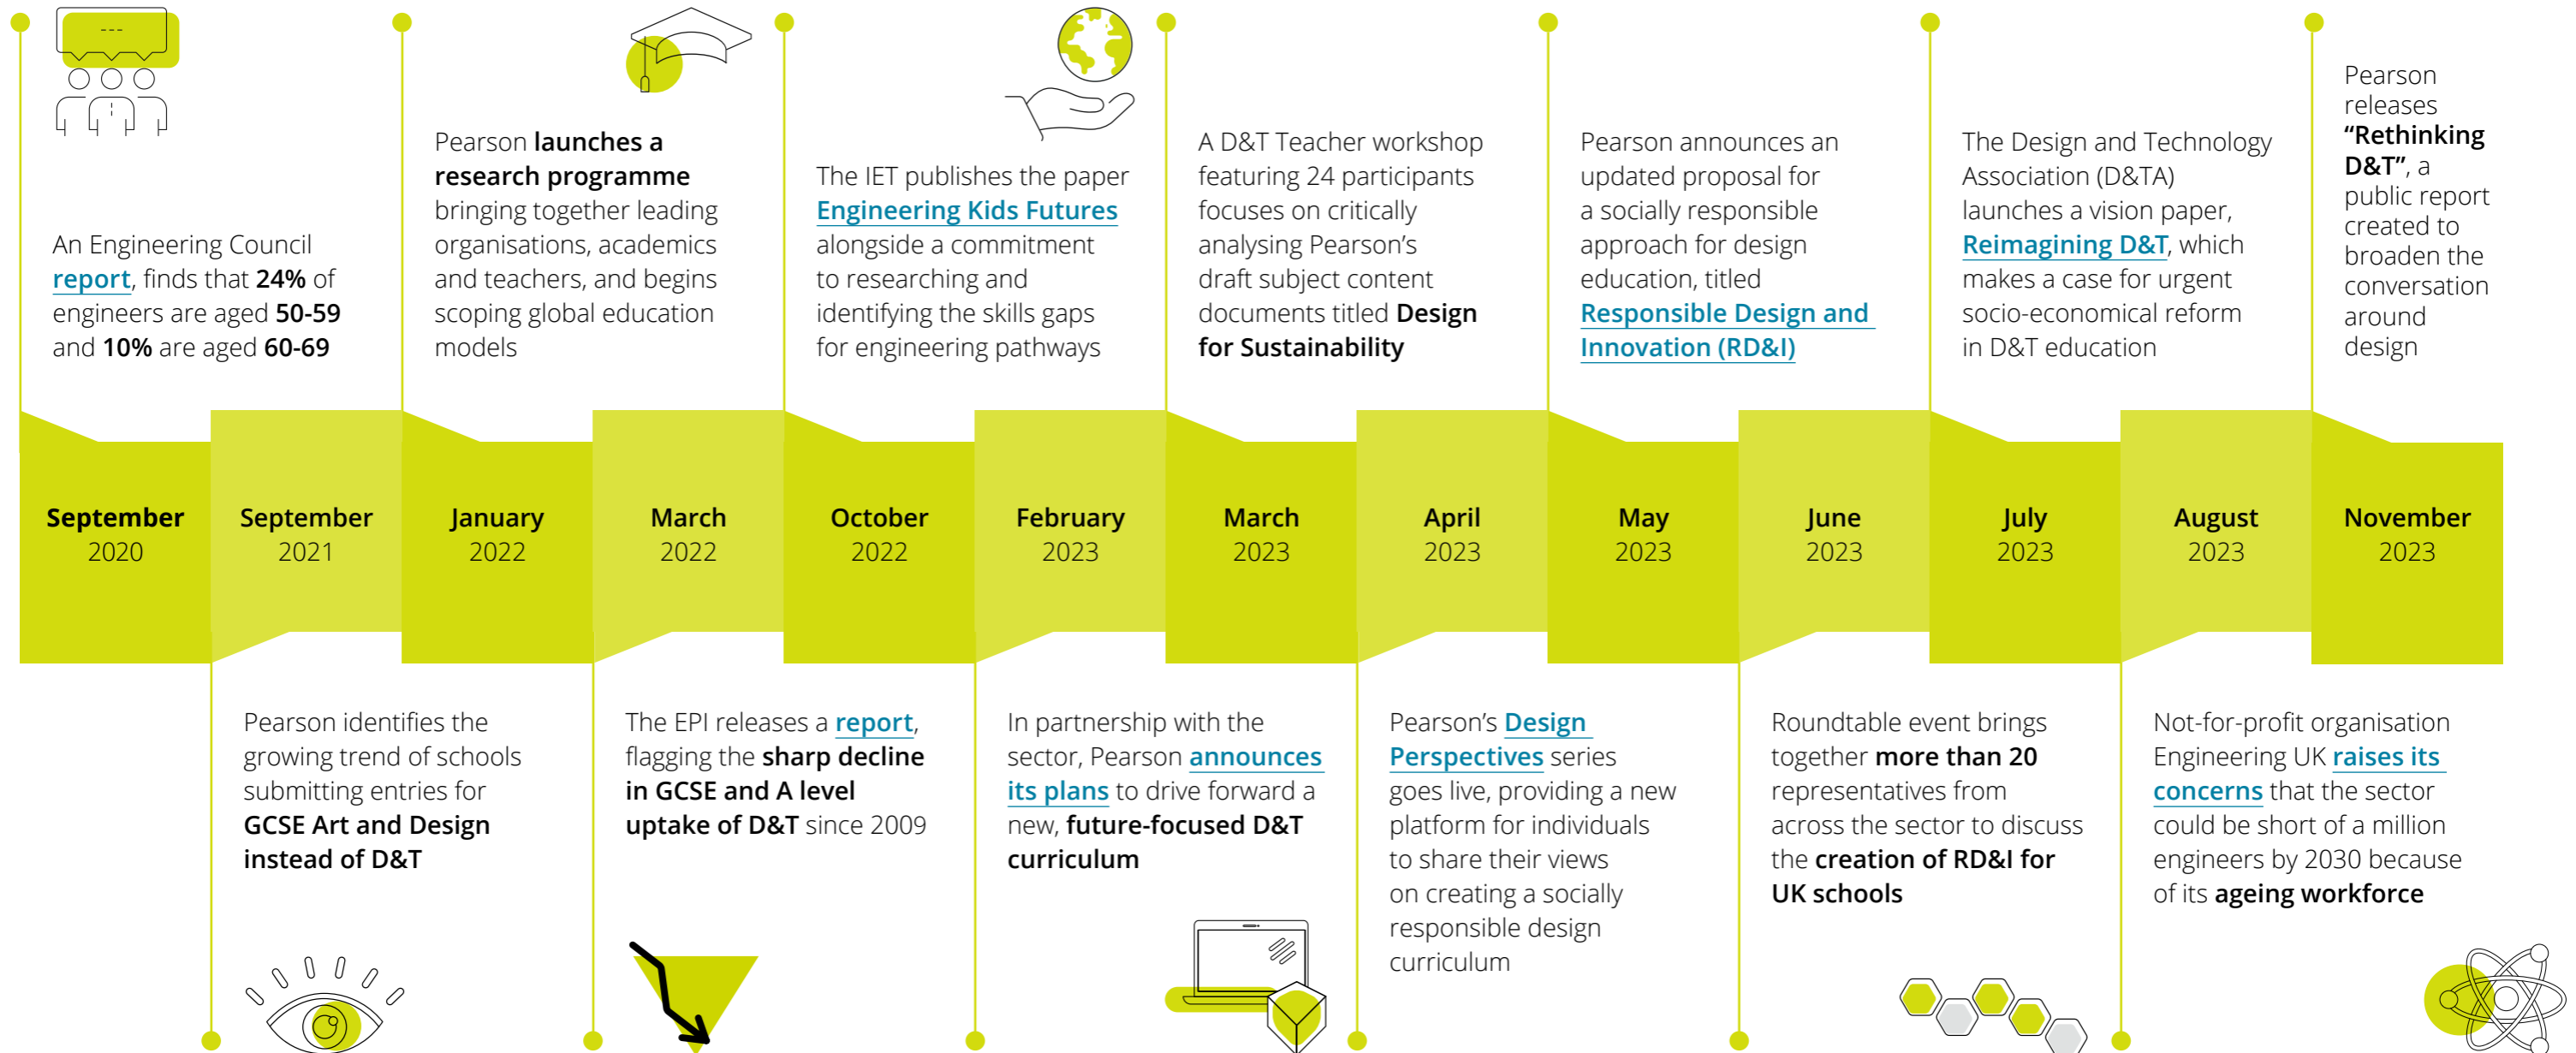 An Engineering Council
report, finds that 24% of
engineers are aged 50-59
and 10% are aged 60-69
Pearson launches a
research programme
bringing together leading
organisations, academics
and teachers, and begins
scoping global education
models
The IET publishes the paper
Engineering Kids Futures
alongside a commitment
to researching and
identifying the skills gaps
for engineering pathways
A D&T Teacher workshop
featuring 24 participants
focuses on critically
analysing Pearson’s
draft subject content
documents titled Design
for Sustainability
Pearson announces an
updated proposal for
a socially responsible
approach for design
education, titled
Responsible Design and
Innovation (RD&I)
The Design and Technology
Association (D&TA)
launches a vision paper,
Reimagining D&T, which
makes a case for urgent
socio-economical reform
in D&T education
Pearson
releases
“Rethinking
D&T”, a
public report
created to
broaden the
conversation
around
design
September
2020
September
2021
January
2022
March
2022
October
2022
February
2023
March
2023
April
2023
May
2023
June
2023
July
2023
August
2023
November
2023
Pearson identifies the
growing trend of schools
submitting entries for
GCSE Art and Design
instead of D&T
The EPI releases a report,
flagging the sharp decline
in GCSE and A level
uptake of D&T since 2009
In partnership with the
sector, Pearson announces
its plans to drive forward a
new, future-focused D&T
curriculum
Pearson’s Design
Perspectives series
goes live, providing a new
platform for individuals
to share their views
on creating a socially
responsible design
curriculum
Roundtable event brings
together more than 20
representatives from
across the sector to discuss
the creation of RD&I for
UK schools
Not-for-profit organisation
Engineering UK raises its
concerns that the sector
could be short of a million
engineers by 2030 because
of its ageing workforce